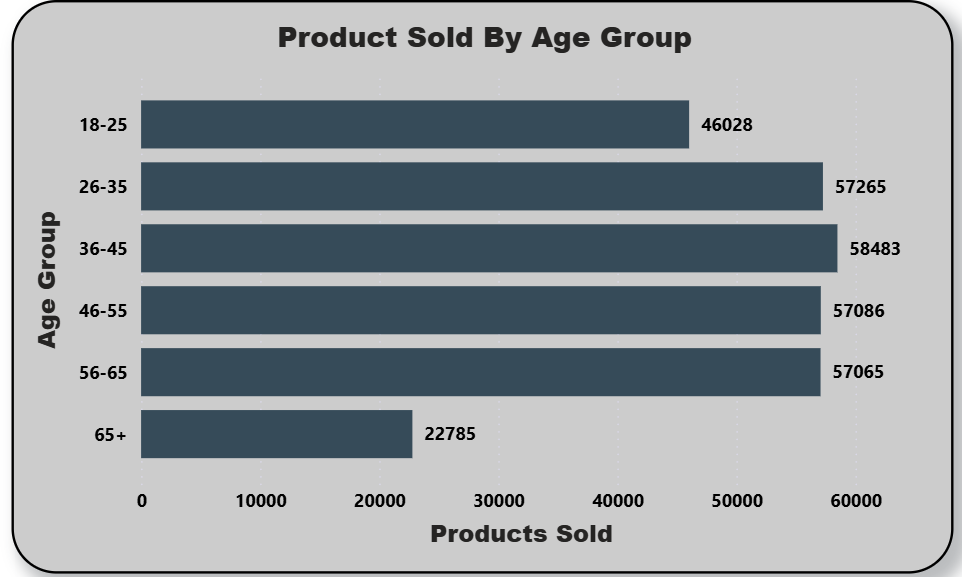 Product Sold By Age Group
Age Group
18-25 46028
26-35 57265
36-45 58483
46-55 57086
56-65 57065
65+ 22785
0 10000 20000 30000 40000 50000 60000
Products Sold